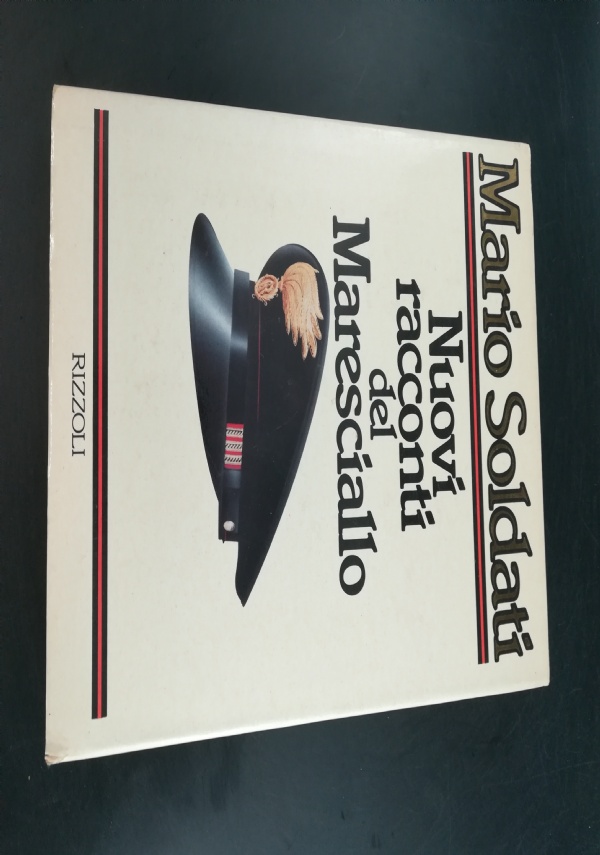 Mario Soldati
Nuovi
racconti
del
Maresciallo
RIZZOLI